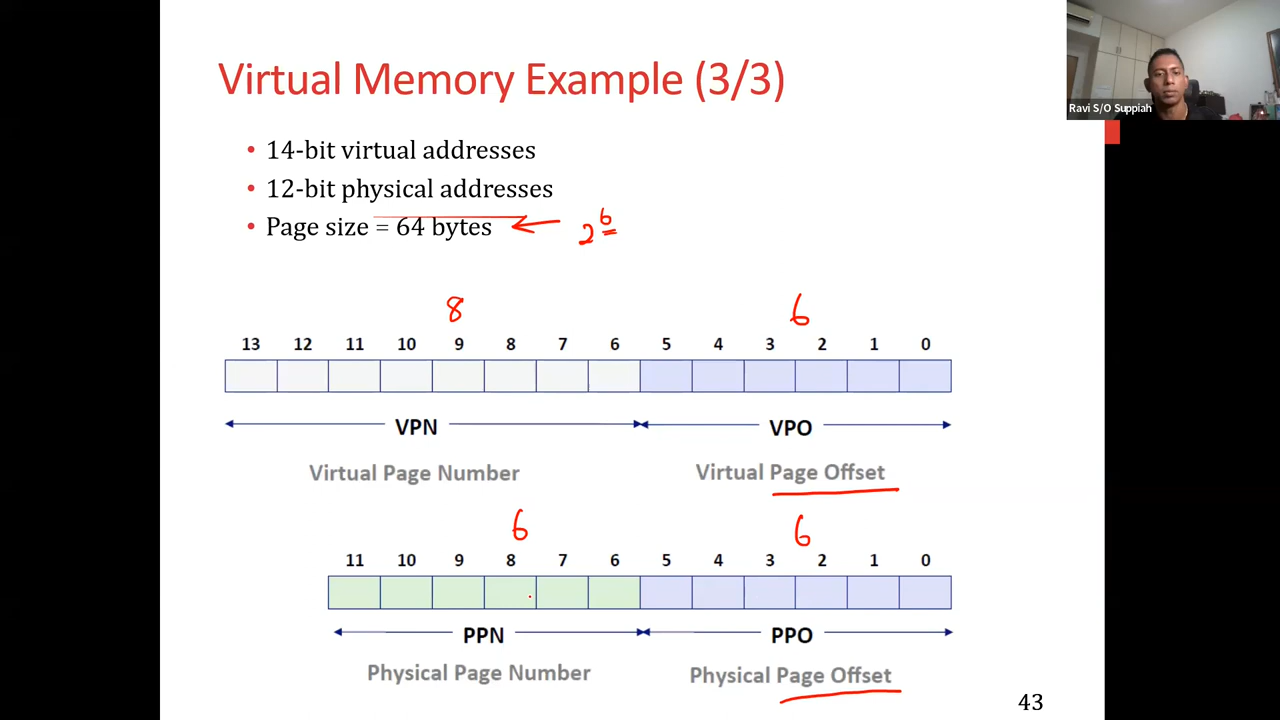 Virtual Memory Example (3/3)
Ravi S/O Suppiah
• 14-bit virtual addresses
• 12-bit physical addresses
• Page size = 64 bytes 2^6
8 6
13 12 11 10 9 8 7 6 5 4 3 2 1 0
VPN VPO
Virtual Page Number Virtual Page Offset
6 6
11 10 9 8 7 6 5 4 3 2 1 0
PPN PPO
Physical Page Number Physical Page Offset
43